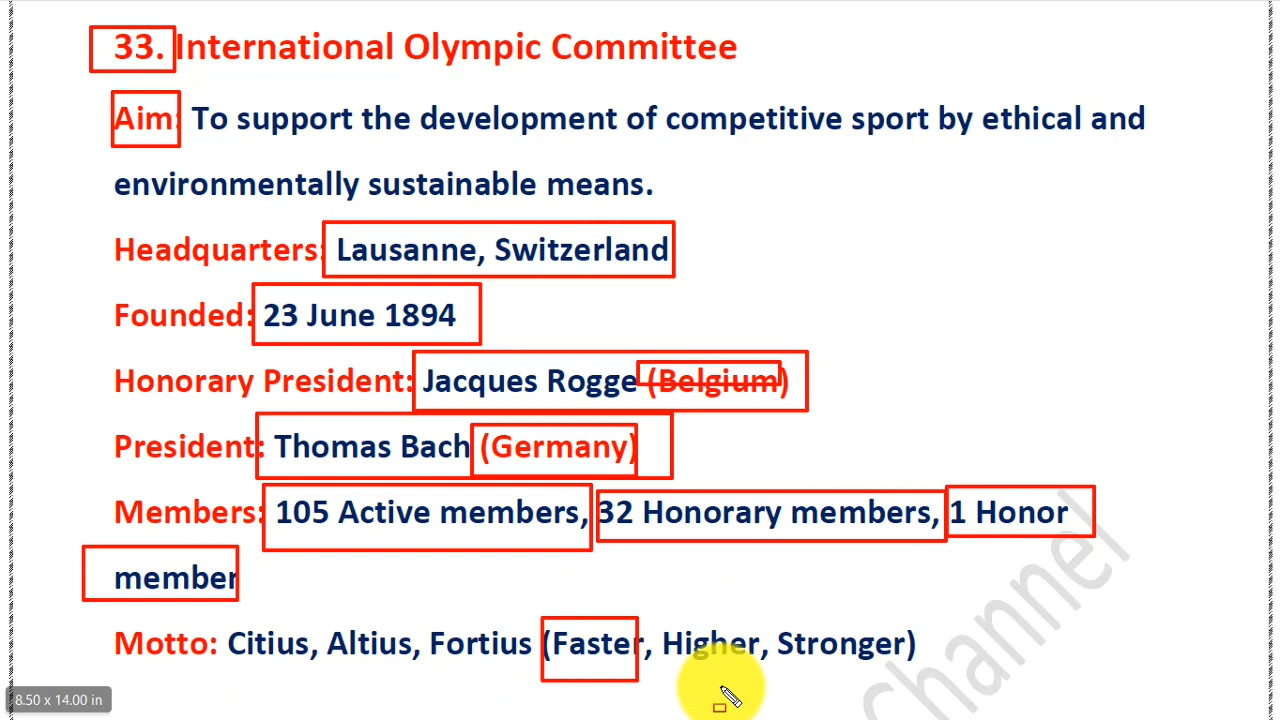 33. International Olympic Committee
Aim: To support the development of competitive sport by ethical and
environmentally sustainable means.
Headquarters: Lausanne, Switzerland
Founded: 23 June 1894
Honorary President: Jacques Rogge (Belgium)
President: Thomas Bach (Germany)
Members: 105 Active members, 32 Honorary members, 1 Honor
member
Motto: Citius, Altius, Fortius (Faster, Higher, Stronger)
Channel
8.50 x 14.00 in